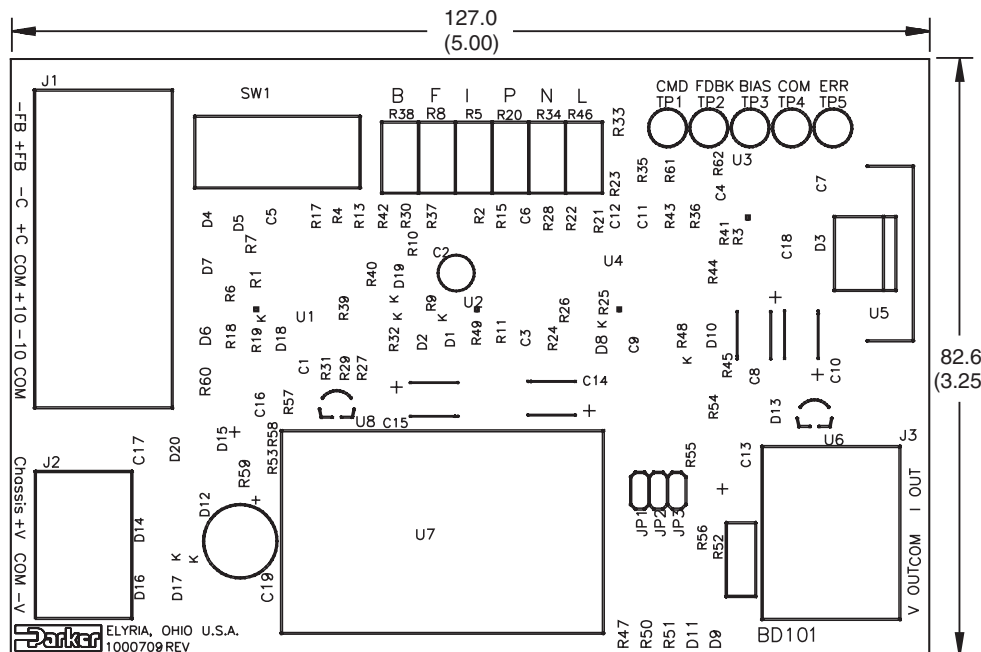 127.0
(5.00)
J1
SW1
B F I P N L
R38 R8 R5 R20 R34 R46
R33
CMD FDBK BIAS COM ERR
TP1 TP2 TP3 TP4 TP5
U3
-FB +FB -C +C COM +10 -10 COM
R23 R35 R61 R62 C4 C7
D4 D5 C5 R17 R4 R13 R42 R30 R37 R2 R15 C6 R28 R22 R21 C12 C11 R43 R36 R41 R3 C18 D3
R7 R10 C2 U4
D7 R1 R40 D19 R44
R6 K K R9 U2 R26 R25 + U5
U1 R39
D6 R18 R19 K D18 R32 D2 D1 R49 R11 C3 R24 D8 K C9 R48 D10
82.6
(3.25
C1 R31 R29 R27 K R45 C8 + C10
R60 + C14
C16 R57 + R54 D13
U8 C15 U6 J3
D15 + R58
J2 C17 D20 R53 R55 C13
R59 +
D12 + JP1 JP2 JP3 I OUT
Chassis +V COM -V
D14 U7 R56 R52
K K
D16 D17 C19 V OUT COM
Parker ELYRIA, OHIO U.S.A.
1000709 REV
R47 R50 R51 D11 D9 BD101